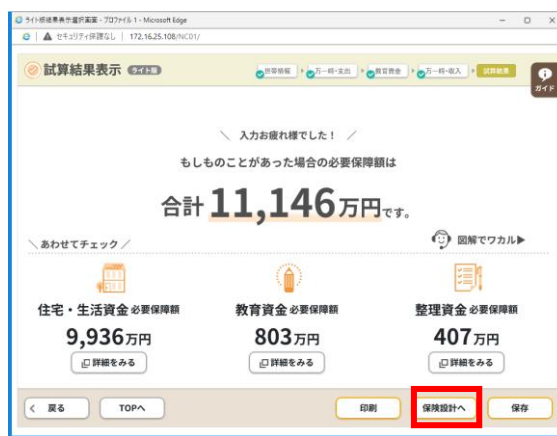 ライト版結果表示選択画面 - プロファイル 1 - Microsoft Edge
セキュリティ保護なし | 172.16.25.108/NC01/
試算結果表示 ライト版
世帯情報 万一時・支出 教育資金 万一時・収入 試算結果
ガイド
入力お疲れ様でした！
もしものことがあった場合の必要保障額は
合計 11,146万円です。
あわせてチェック
図解でワカル▶
住宅・生活資金 必要保障額
9,936万円
詳細をみる
教育資金 必要保障額
803万円
詳細をみる
整理資金 必要保障額
407万円
詳細をみる
戻る TOPへ 印刷 保険設計へ 保存